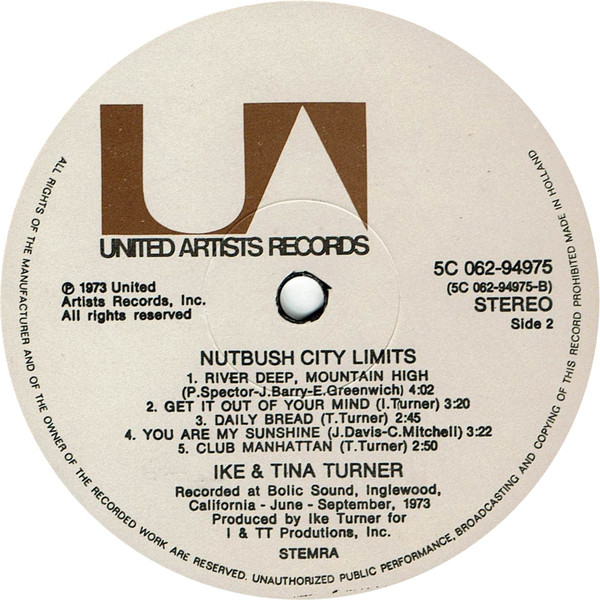 UA
UNITED ARTISTS RECORDS
℗ 1973 United
Artists Records, Inc.
All rights reserved
5C 062-94975
(5C 062-94975-B)
STEREO
Side 2
NUTBUSH CITY LIMITS
1. RIVER DEEP, MOUNTAIN HIGH
(P.Spector-J.Barry-E.Greenwich) 4:02
2. GET IT OUT OF YOUR MIND (I.Turner) 3:20
3. DAILY BREAD (T.Turner) 2:45
4. YOU ARE MY SUNSHINE (J.Davis-C.Mitchell) 3:22
5. CLUB MANHATTAN (T.Turner) 2:50
IKE & TINA TURNER
Recorded at Bolic Sound, Inglewood,
California - June - September, 1973
Produced by Ike Turner for
I & TT Produtions, Inc.
STEMRA
ALL RIGHTS OF THE MANUFACTURER AND OF THE OWNER OF THE RECORDED WORK ARE RESERVED. UNAUTHORIZED PUBLIC PERFORMANCE, BROADCASTING AND COPYING OF THIS RECORD PROHIBITED MADE IN HOLLAND